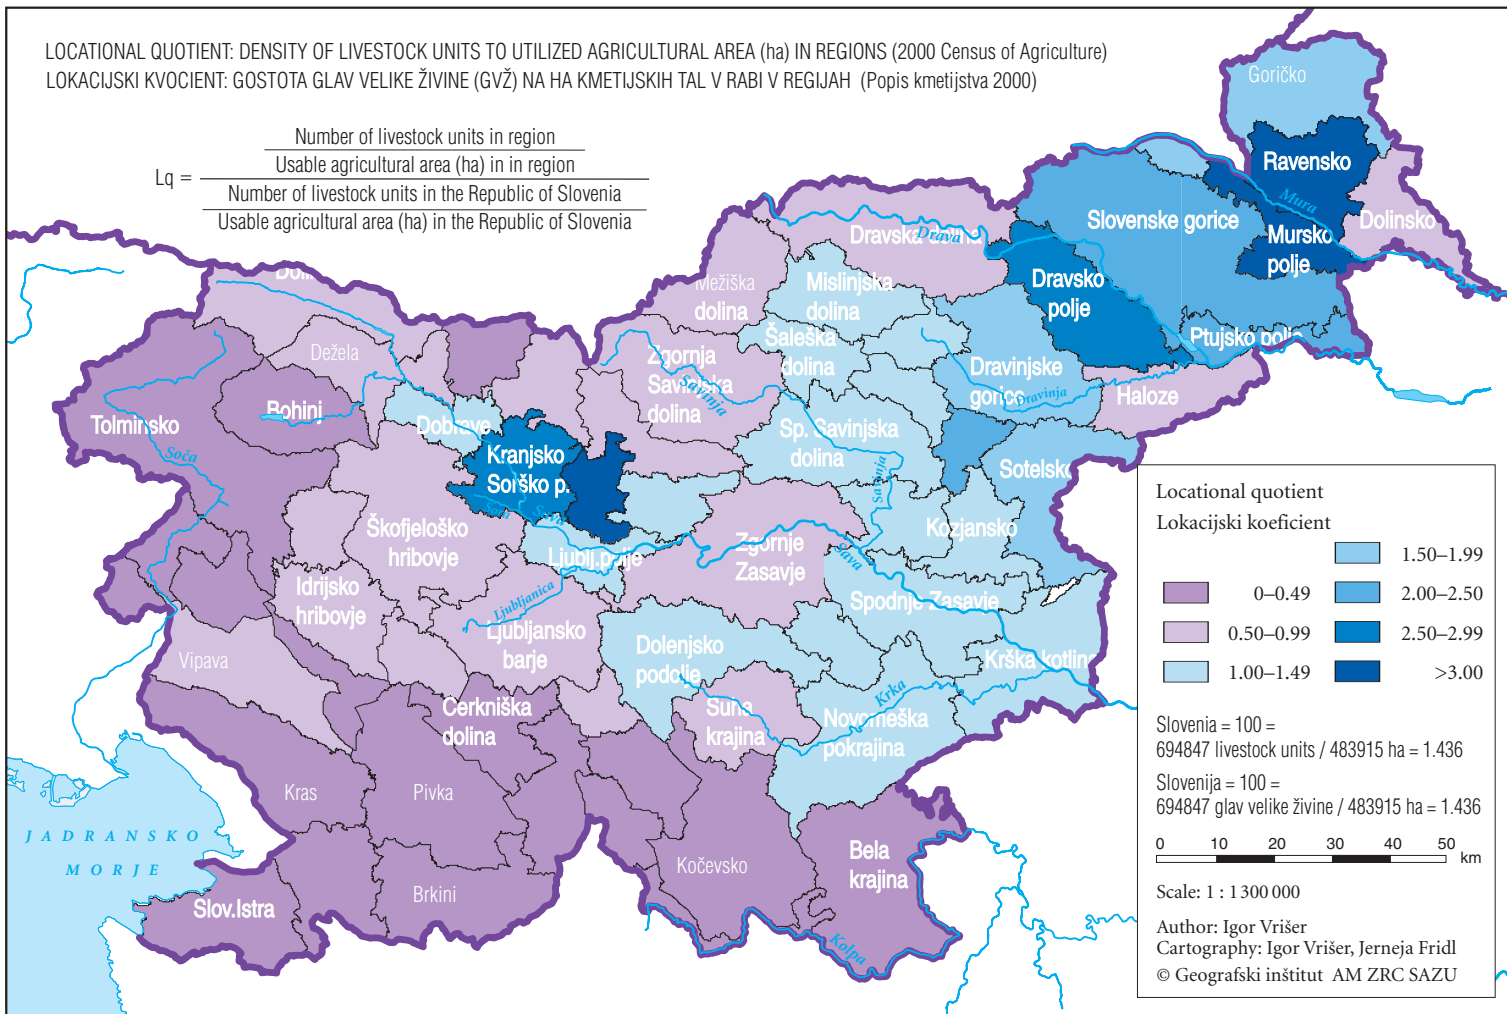 LOCATIONAL QUOTIENT: DENSITY OF LIVESTOCK UNITS TO UTILIZED AGRICULTURAL AREA (ha) IN REGIONS (2000 Census of Agriculture)
LOKACIJSKI KVOCIENT: GOSTOTA GLAV VELIKE ŽIVINE (GVŽ) NA HA KMETIJSKIH TAL V RABI V REGIJAH (Popis kmetijstva 2000)
Number of livestock units in region
Usable agricultural area (ha) in in region
Lq =
Number of livestock units in the Republic of Slovenia
Usable agricultural area (ha) in the Republic of Slovenia
Goričko
Ravensko
Mura
Slovenske gorice
Dolinsko
Mursko
polje
Dravska dolina
Drava
Dravsko
polje
Ptujsko polje
Mežiška
dolina
Mislinjska
dolina
Šaleška
dolina
Dolin
Dežela
Zgornja
Savinjska
dolina
Savinja
Dravinjske
gorice
Dravinja
Haloze
Tolminsko
Bohinj
Dobrave
Soča
Kranjsko
Sorško p.
Sora
Sava
Sp. Savinjska
dolina
Savinja
Sotelsko
Kozjansko
Škofjeloško
hribovje
Ljublj.polje
Zgornje
Zasavje
Sava
Idrijsko
hribovje
Ljubljanica
Ljubljansko
barje
Spodnje Zasavje
Vipava
Dolenjsko
podolje
Krška kotlina
Krka
Cerkniška
dolina
Suha
krajina
Novomeška
pokrajina
Kras
Pivka
JADRANSKO
MORJE
Kočevsko
Bela
krajina
Brkini
Slov.Istra
Kolpa
Locational quotient
Lokacijski koeficient
0–0.49
0.50–0.99
1.00–1.49
1.50–1.99
2.00–2.50
2.50–2.99
>3.00
Slovenia = 100 =
694847 livestock units / 483915 ha = 1.436
Slovenija = 100 =
694847 glav velike živine / 483915 ha = 1.436
0 10 20 30 40 50 km
Scale: 1 : 1 300 000
Author: Igor Vrišer
Cartography: Igor Vrišer, Jerneja Fridl
© Geografski inštitut AM ZRC SAZU